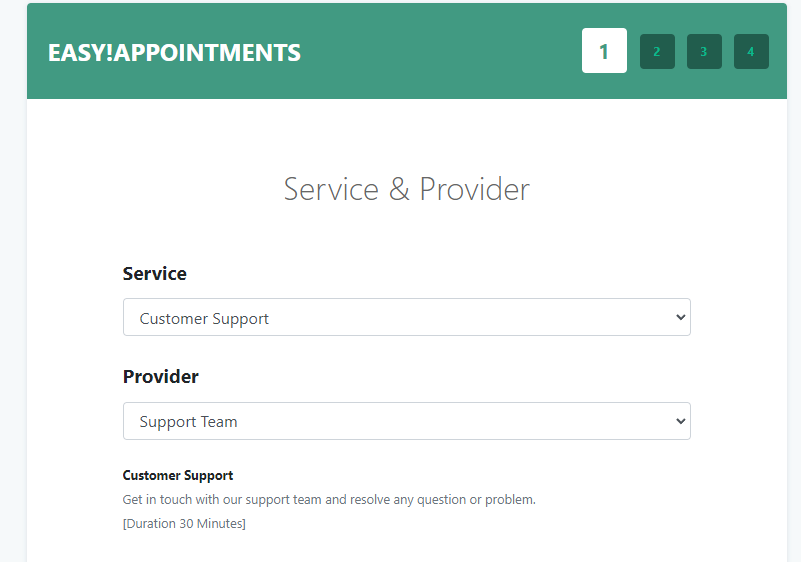 EASY!APPOINTMENTS
1 2 3 4
Service & Provider
Service
Customer Support
Provider
Support Team
Customer Support
Get in touch with our support team and resolve any question or problem.
[Duration 30 Minutes]